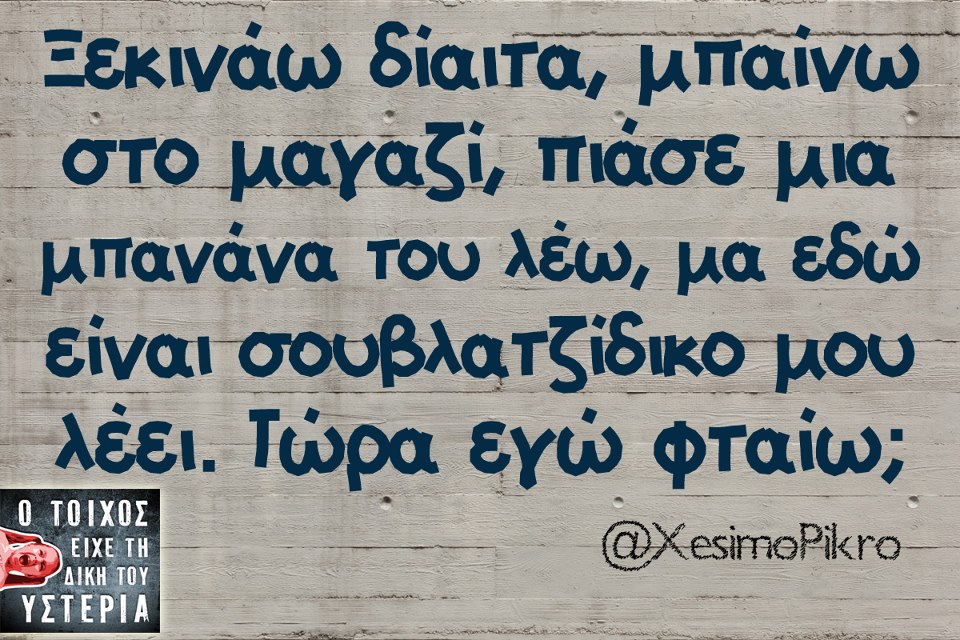 Ξεκινάω δίαιτα, μπαίνω
στο μαγαζί, πιάσε μια
μπανάνα του λέω, μα εδώ
είναι σουβλατζίδικο μου
λέει. Τώρα εγώ φταίω;
@XesimoPikro
Ο ΤΟΙΧΟΣ
ΕΙΧΕ ΤΗ
ΔΙΚΗ ΤΟΥ
ΥΣΤΕΡΙΑ